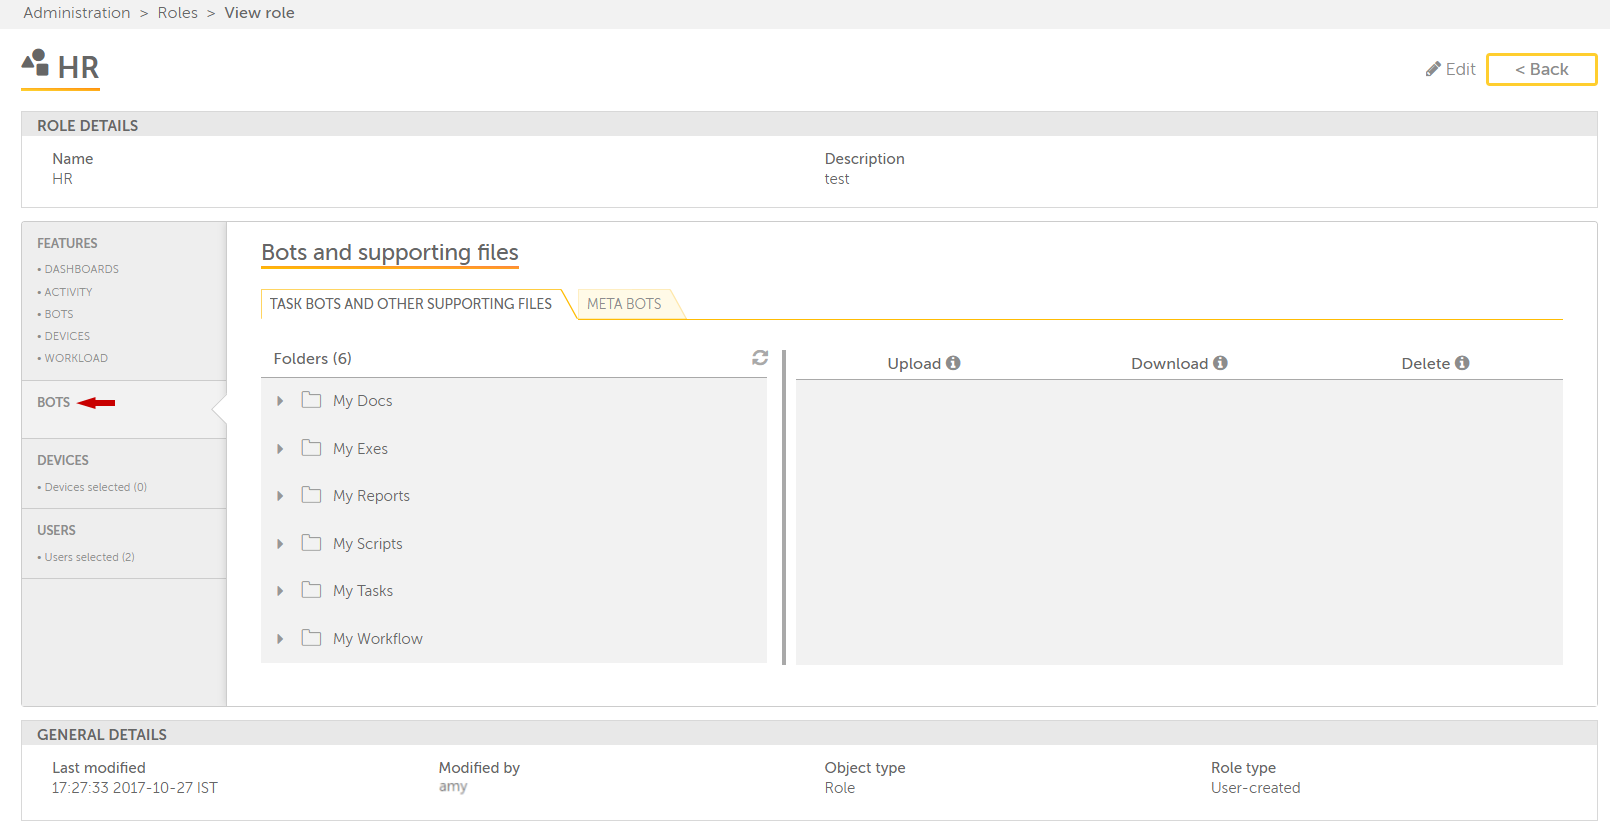 Administration > Roles > View role
HR
Edit
< Back
ROLE DETAILS
Name
HR
Description
test
FEATURES
• DASHBOARDS
• ACTIVITY
• BOTS
• DEVICES
• WORKLOAD
BOTS
DEVICES
• Devices selected (0)
USERS
• Users selected (2)
Bots and supporting files
TASK BOTS AND OTHER SUPPORTING FILES
META BOTS
Folders (6)
My Docs
My Exes
My Reports
My Scripts
My Tasks
My Workflow
Upload
Download
Delete
GENERAL DETAILS
Last modified
17:27:33 2017-10-27 IST
Modified by
amy
Object type
Role
Role type
User-created